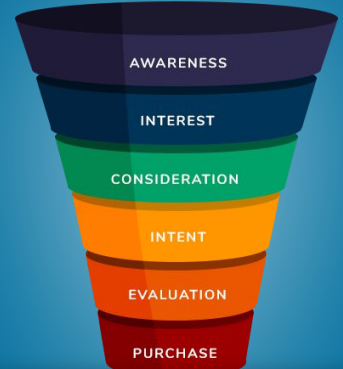 AWARENESS
INTEREST
CONSIDERATION
INTENT
EVALUATION
PURCHASE